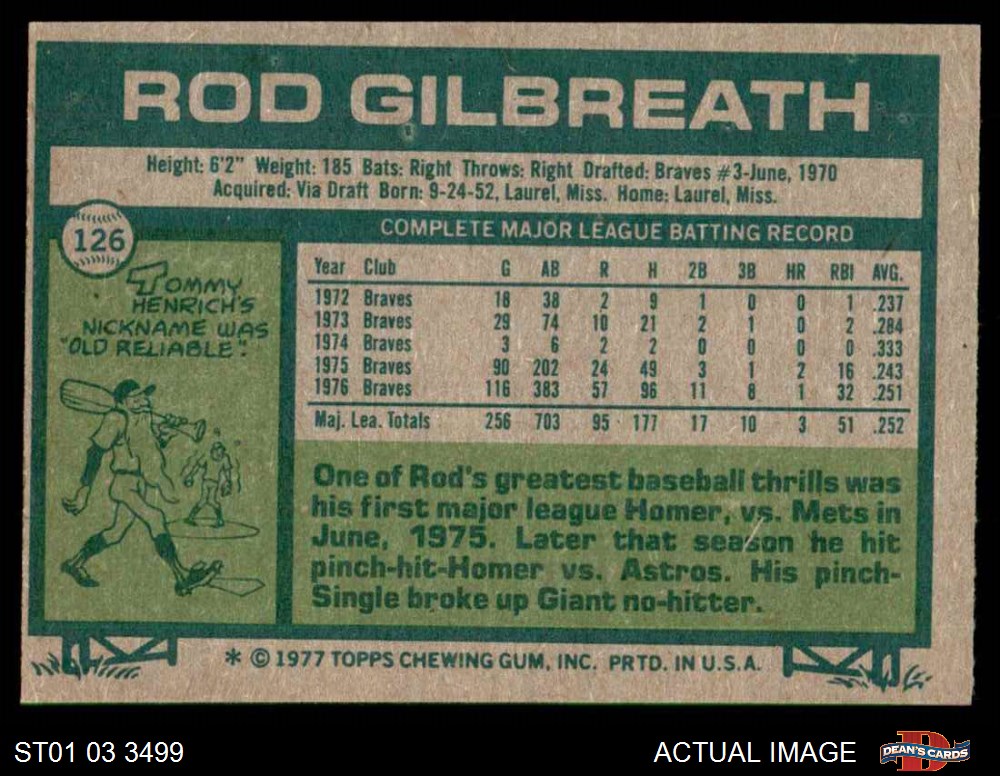 ROD GILBREATH
Height: 6'2" Weight: 185 Bats: Right Throws: Right Drafted: Braves #3-June, 1970
Acquired: Via Draft Born: 9-24-52, Laurel, Miss. Home: Laurel, Miss.
126
TOMMY
HENRICH'S
NICKNAME WAS
"OLD RELIABLE".
COMPLETE MAJOR LEAGUE BATTING RECORD
Year Club G AB R H 2B 3B HR RBI AVG.
1972 Braves 18 38 2 9 1 0 0 1 .237
1973 Braves 29 74 10 21 2 1 0 2 .284
1974 Braves 3 6 2 2 0 0 0 0 .333
1975 Braves 90 202 24 49 3 1 2 16 .243
1976 Braves 116 383 57 96 11 8 1 32 .251
Maj. Lea. Totals 256 703 95 177 17 10 3 51 .252
One of Rod's greatest baseball thrills was
his first major league Homer, vs. Mets in
June, 1975. Later that season he hit
pinch-hit-Homer vs. Astros. His pinch-
Single broke up Giant no-hitter.
* © 1977 TOPPS CHEWING GUM, INC. PRTD. IN U.S.A.
ST01 03 3499
ACTUAL IMAGE
D
DEAN'S CARDS